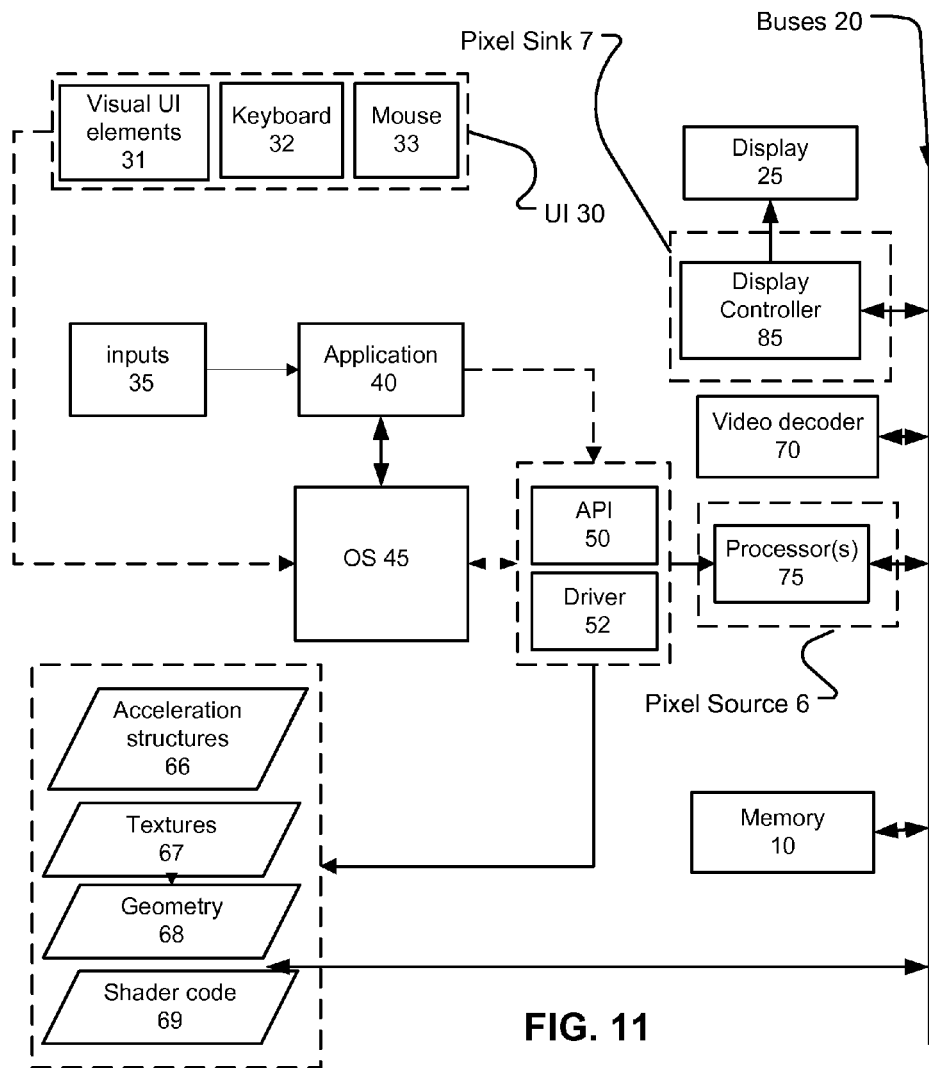 Buses 20
Pixel Sink 7
Visual UI
elements
31
Keyboard
32
Mouse
33
UI 30
Display
25
Display
Controller
85
inputs
35
Application
40
Video decoder
70
OS 45
API
50
Driver
52
Processor(s)
75
Pixel Source 6
Acceleration
structures
66
Textures
67
Geometry
68
Shader code
69
Memory
10
FIG. 11